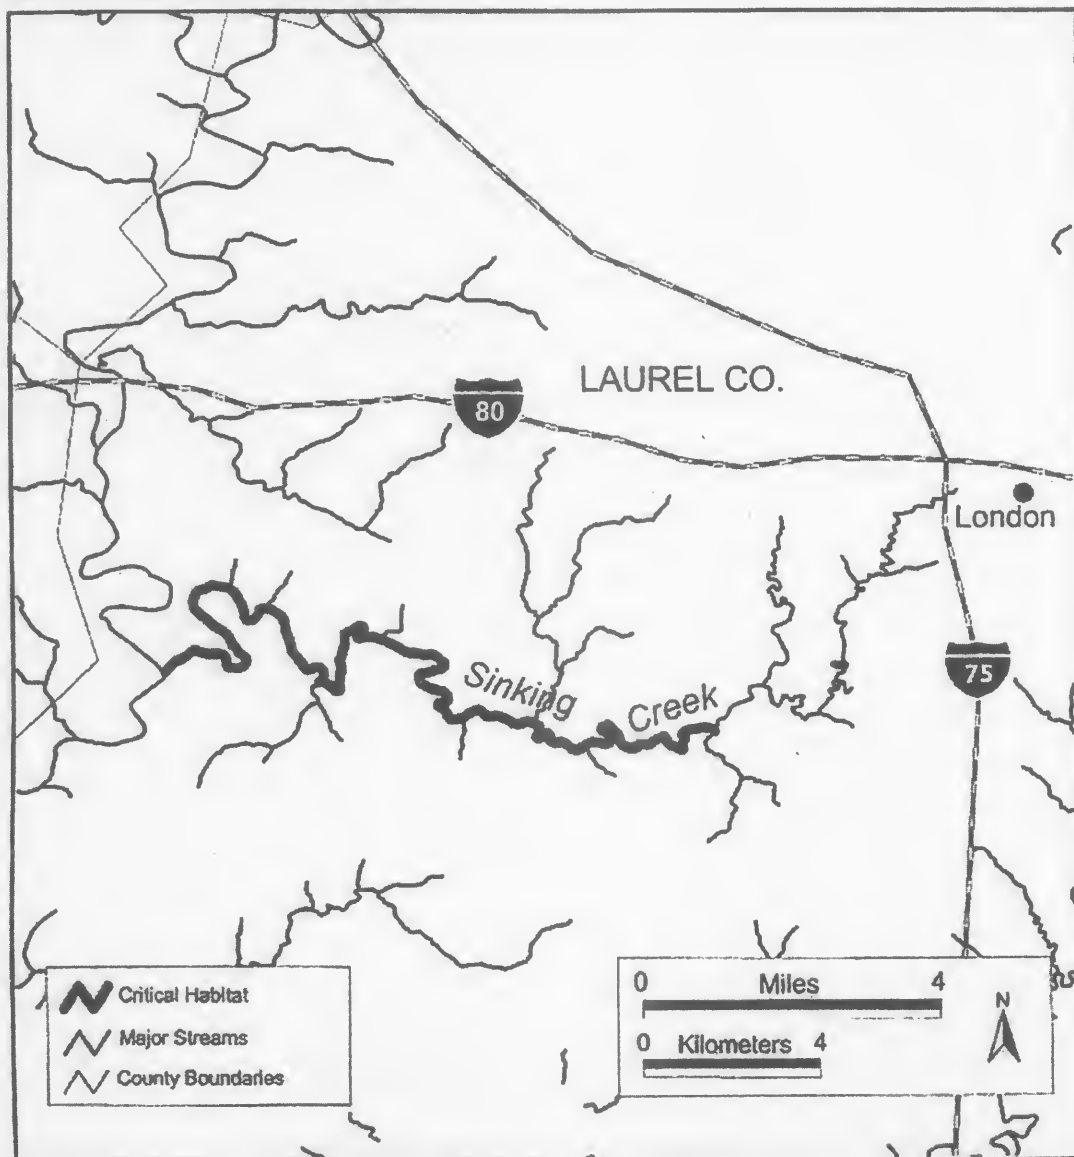 LAUREL CO.
80
London
75
Sinking Creek
Critical Habitat
Major Streams
County Boundaries
0 Miles 4
0 Kilometers 4
N